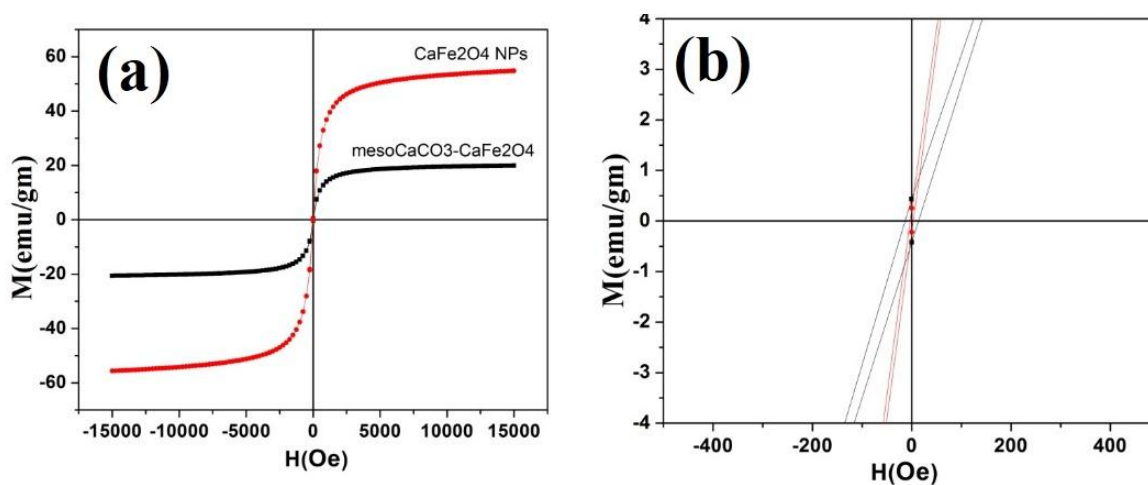 (a)
CaFe2O4 NPs
mesoCaCO3-CaFe2O4
M(emu/gm)
60
40
20
0
-20
-40
-60
-15000 -10000 -5000 0 5000 10000 15000
H(Oe)
(b)
M(emu/gm)
4
3
2
1
0
-1
-2
-3
-4
-400 -200 0 200 400
H(Oe)